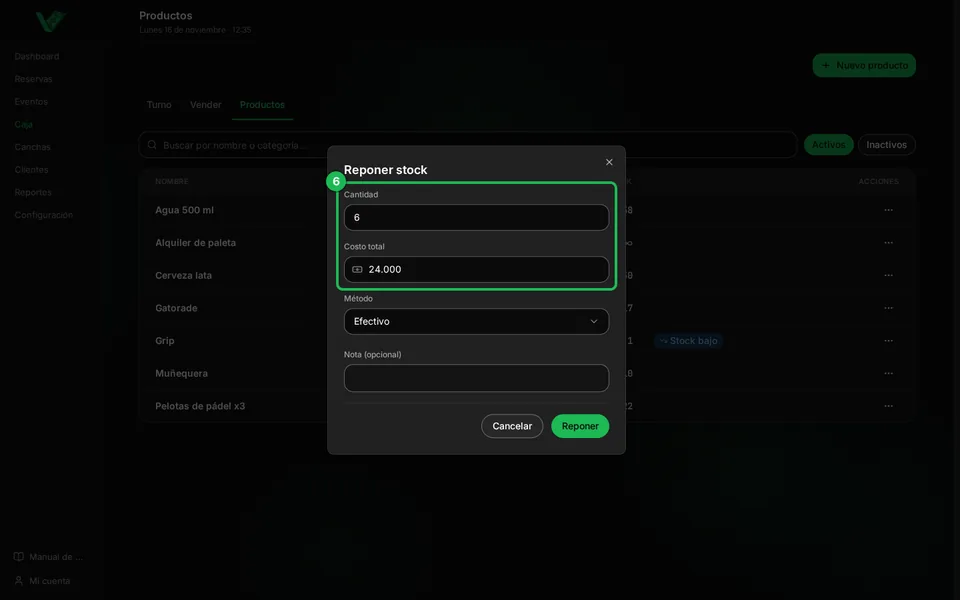 Productos
Lunes 16 de noviembre · 12:35
Dashboard
Reservas
Eventos
Caja
Canchas
Clientes
Reportes
Configuración
Manual de ...
Mi cuenta
+ Nuevo producto
Turno
Vender
Productos
Buscar por nombre o categoría...
Activos
Inactivos
NOMBRE
ACCIONES
Agua 500 ml
Alquiler de paleta
Cerveza lata
Gatorade
Grip
Stock bajo
Muñequera
Pelotas de pádel x3
Reponer stock
6
Cantidad
6
Costo total
24.000
Método
Efectivo
Nota (opcional)
Cancelar
Reponer